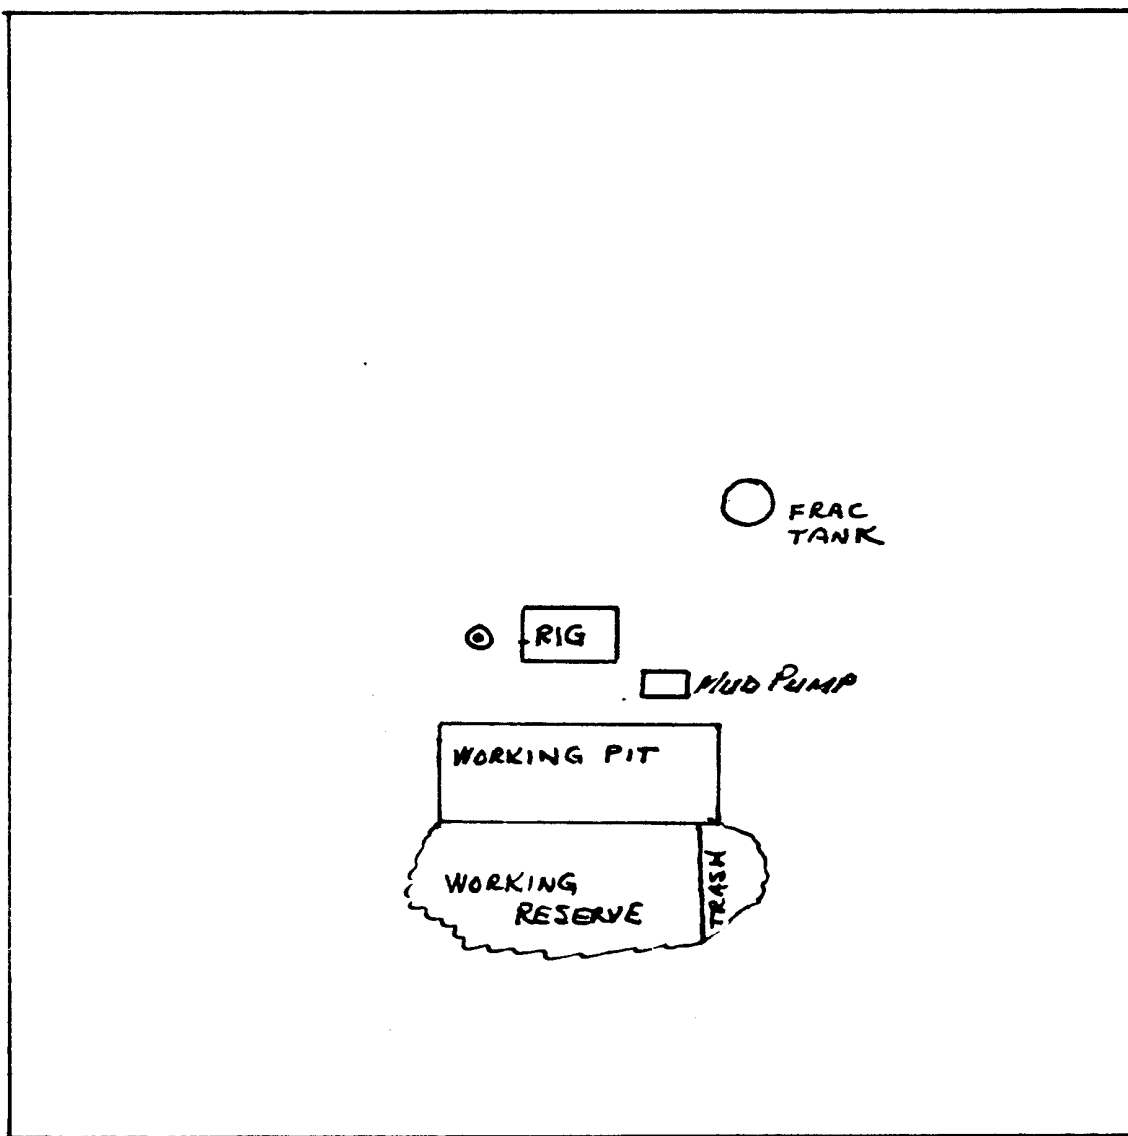 FRAC
TANK
RIG
MUD PUMP
WORKING PIT
WORKING
RESERVE
TRASH